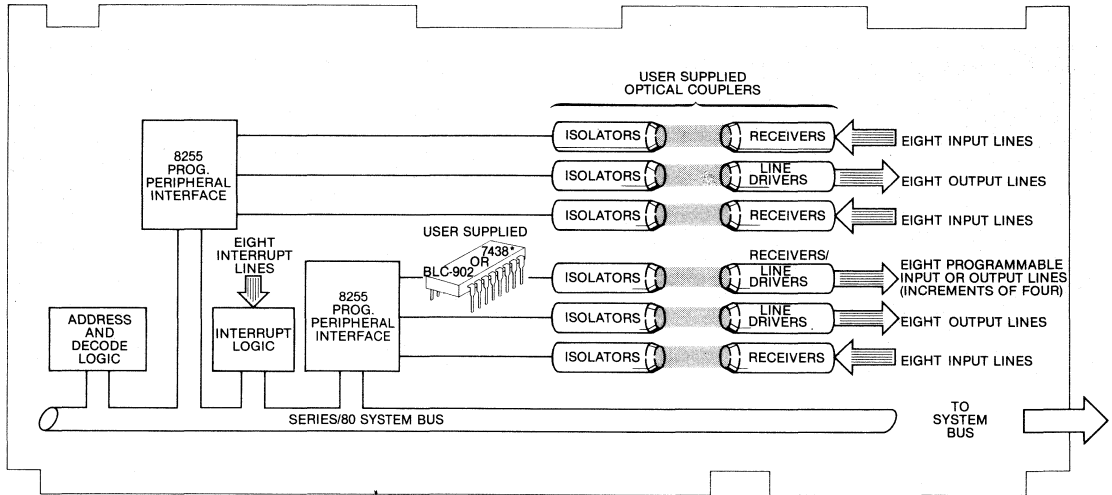 USER SUPPLIED
OPTICAL COUPLERS
8255
PROG.
PERIPHERAL
INTERFACE
ISOLATORS
RECEIVERS
EIGHT INPUT LINES
ISOLATORS
LINE
DRIVERS
EIGHT OUTPUT LINES
ISOLATORS
RECEIVERS
EIGHT INPUT LINES
EIGHT
INTERRUPT
LINES
USER SUPPLIED
7438*
OR
BLC-902
8255
PROG.
PERIPHERAL
INTERFACE
ISOLATORS
RECEIVERS/
LINE
DRIVERS
EIGHT PROGRAMMABLE
INPUT OR OUTPUT LINES
(INCREMENTS OF FOUR)
ADDRESS
AND
DECODE
LOGIC
INTERRUPT
LOGIC
ISOLATORS
LINE
DRIVERS
EIGHT OUTPUT LINES
ISOLATORS
RECEIVERS
EIGHT INPUT LINES
SERIES/80 SYSTEM BUS
TO
SYSTEM
BUS